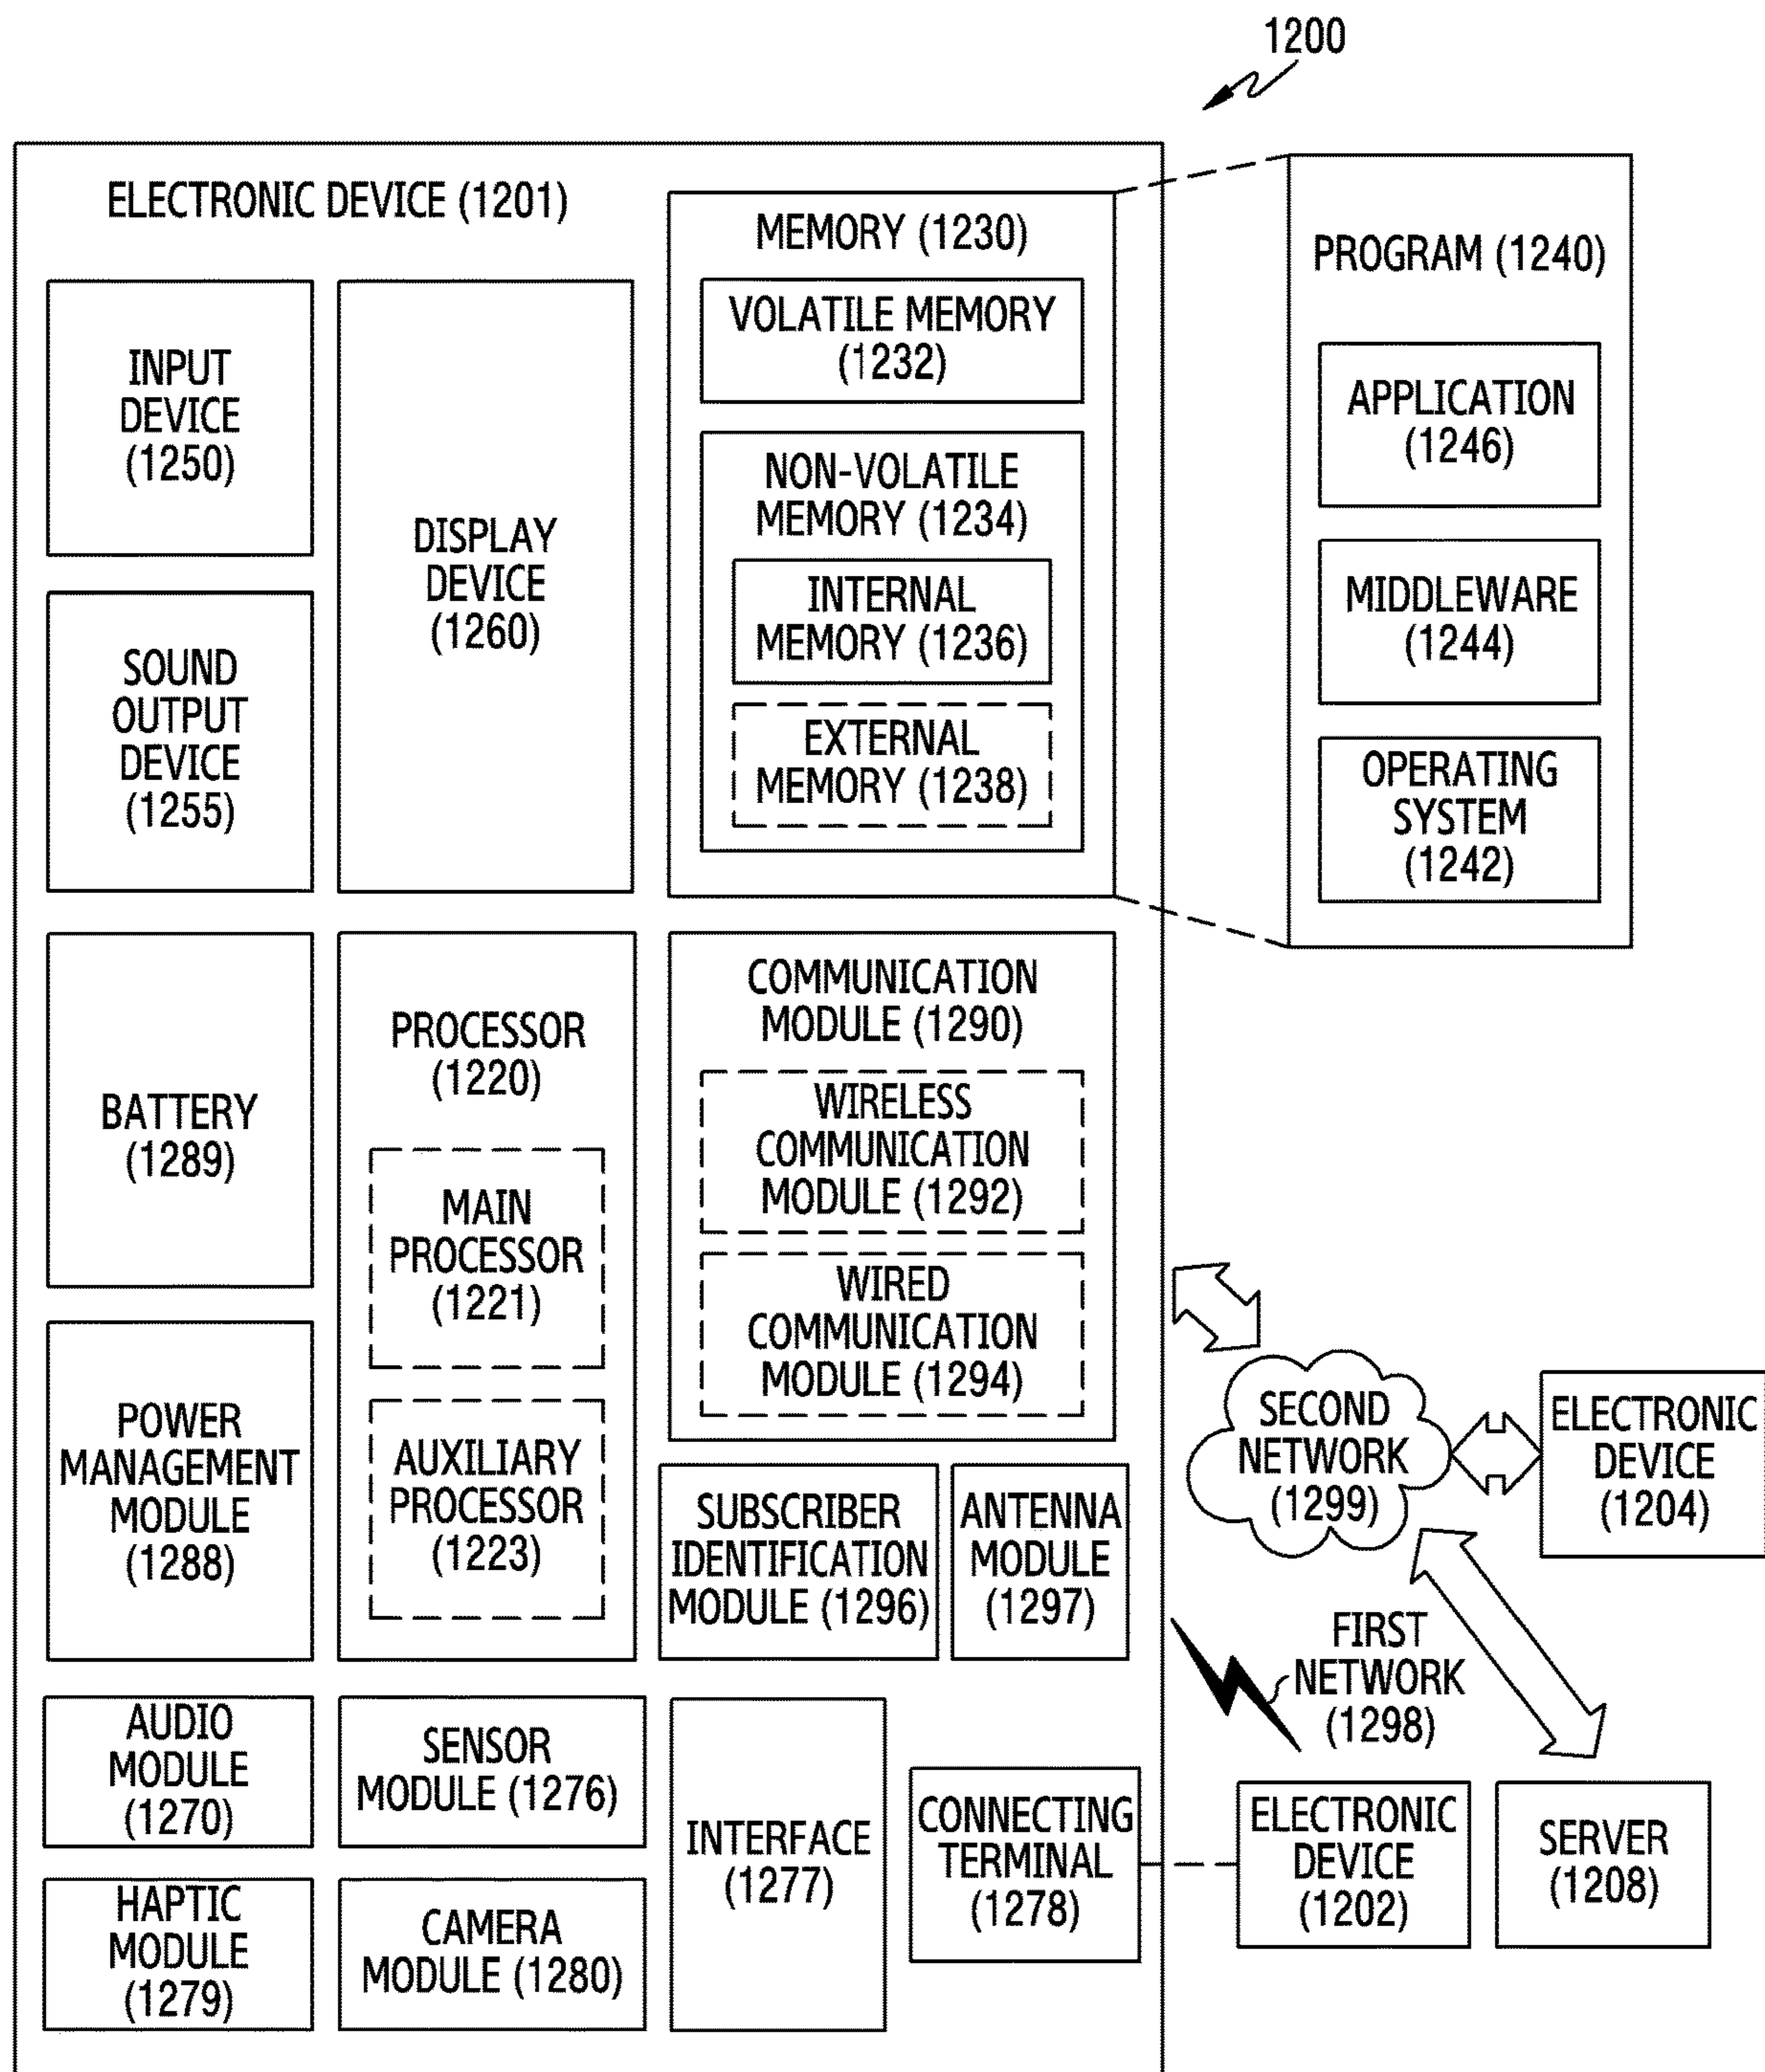 1200
ELECTRONIC DEVICE (1201)
INPUT
DEVICE
(1250)
SOUND
OUTPUT
DEVICE
(1255)
DISPLAY
DEVICE
(1260)
MEMORY (1230)
VOLATILE MEMORY
(1232)
NON-VOLATILE
MEMORY (1234)
INTERNAL
MEMORY (1236)
EXTERNAL
MEMORY (1238)
PROGRAM (1240)
APPLICATION
(1246)
MIDDLEWARE
(1244)
OPERATING
SYSTEM
(1242)
BATTERY
(1289)
POWER
MANAGEMENT
MODULE
(1288)
PROCESSOR
(1220)
MAIN
PROCESSOR
(1221)
AUXILIARY
PROCESSOR
(1223)
COMMUNICATION
MODULE (1290)
WIRELESS
COMMUNICATION
MODULE (1292)
WIRED
COMMUNICATION
MODULE (1294)
SUBSCRIBER
IDENTIFICATION
MODULE (1296)
ANTENNA
MODULE
(1297)
SECOND
NETWORK
(1299)
ELECTRONIC
DEVICE
(1204)
FIRST
NETWORK
(1298)
AUDIO
MODULE
(1270)
SENSOR
MODULE (1276)
HAPTIC
MODULE
(1279)
CAMERA
MODULE (1280)
INTERFACE
(1277)
CONNECTING
TERMINAL
(1278)
ELECTRONIC
DEVICE
(1202)
SERVER
(1208)